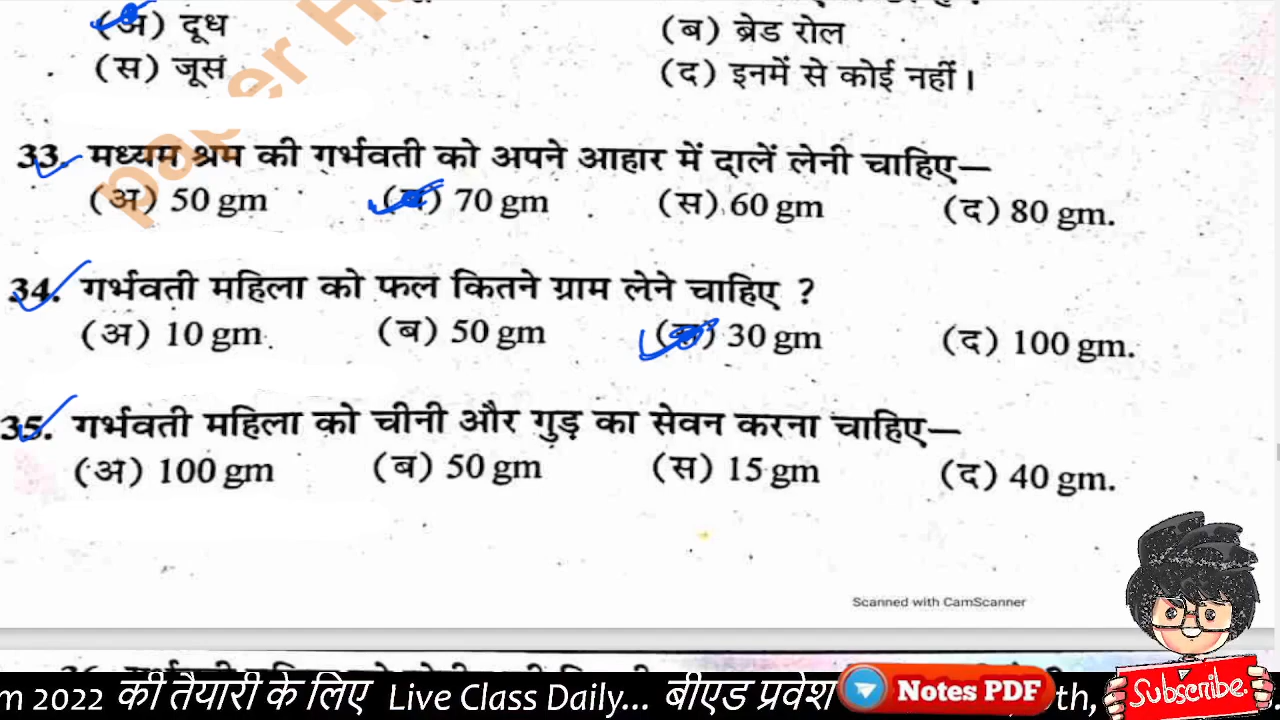 (अ) दूध (ब) ब्रेड रोल
(स) जूस (द) इनमें से कोई नहीं।
33. मध्यम श्रम की गर्भवती को अपने आहार में दालें लेनी चाहिए—
(अ) 50 gm (ब) 70 gm (स) 60 gm (द) 80 gm.
34. गर्भवती महिला को फल कितने ग्राम लेने चाहिए ?
(अ) 10 gm. (ब) 50 gm (स) 30 gm (द) 100 gm.
35. गर्भवती महिला को चीनी और गुड़ का सेवन करना चाहिए—
(अ) 100 gm (ब) 50 gm (स) 15 gm (द) 40 gm.
Scanned with CamScanner
m 2022 की तैयारी के लिए Live Class Daily... बीएड प्रवेश Notes PDF th,
Subscribe.
paper